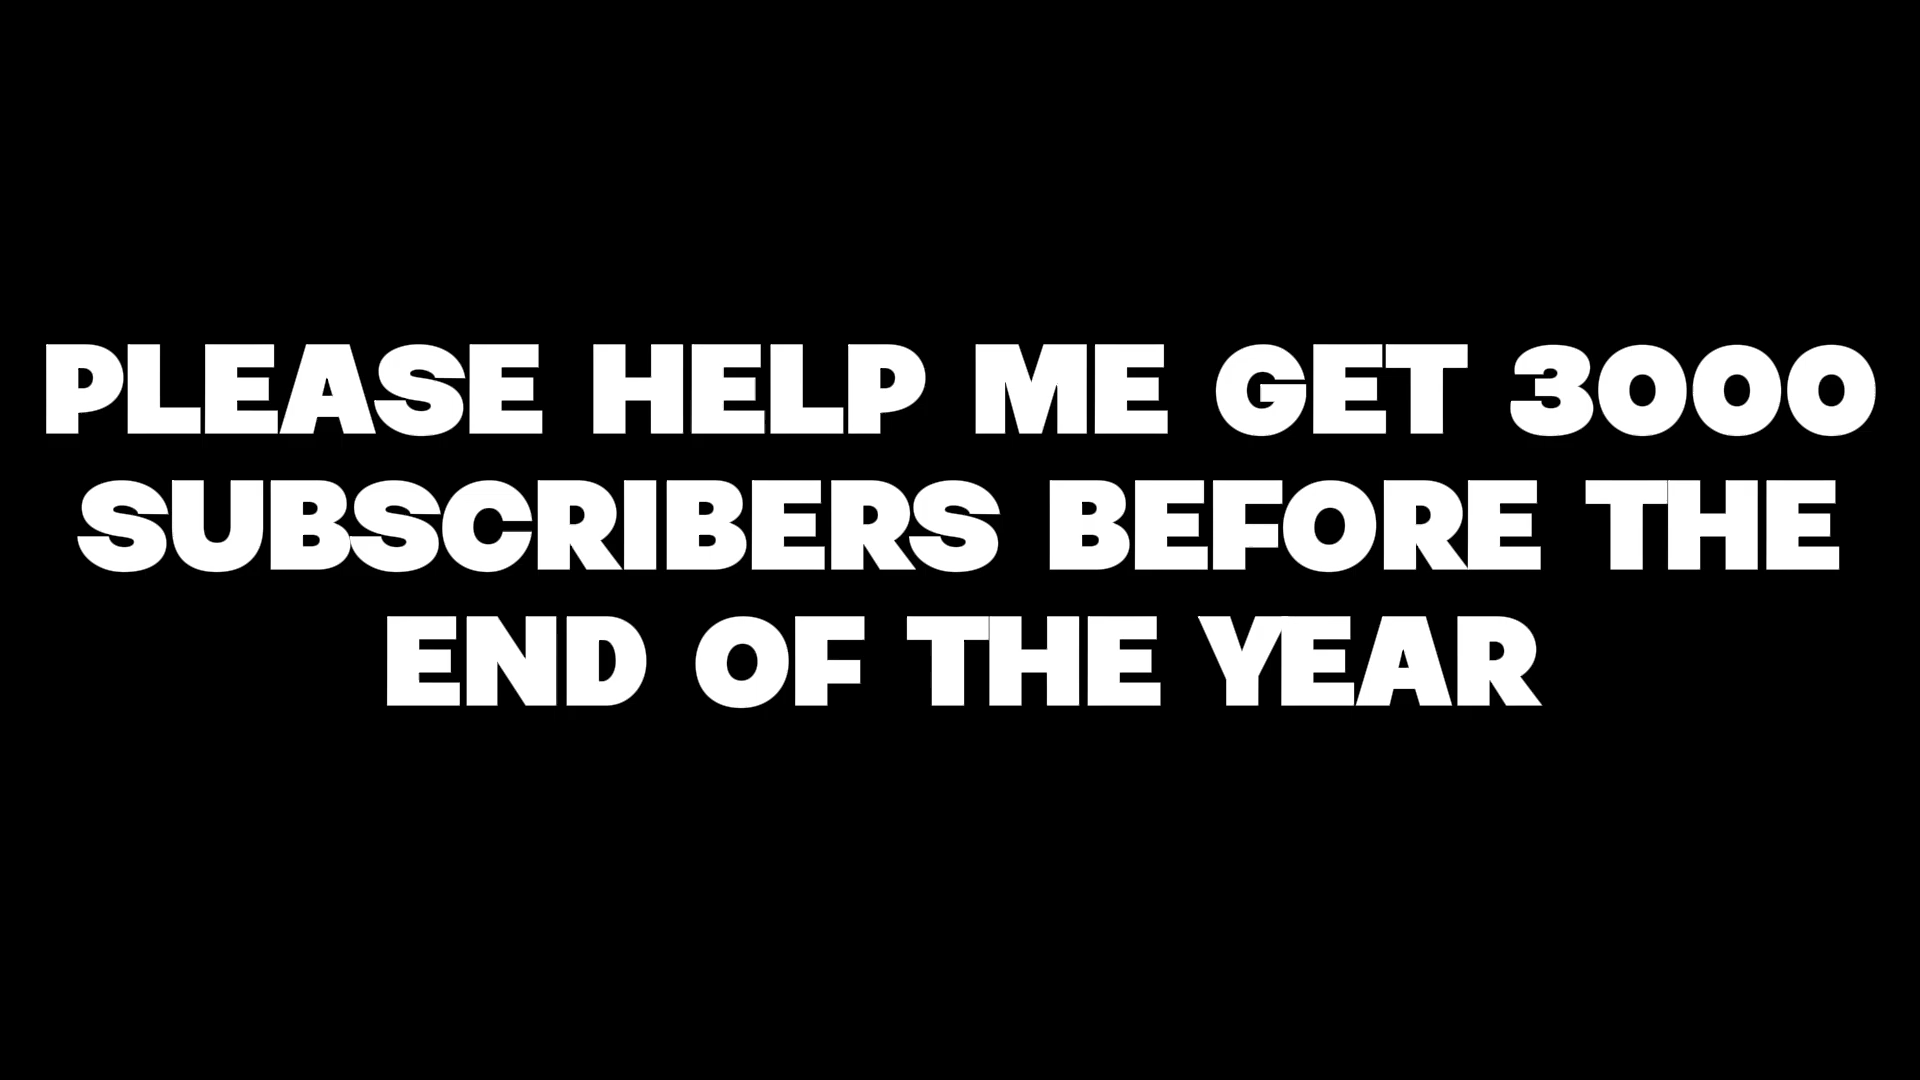 PLEASE HELP ME GET 3000
SUBSCRIBERS BEFORE THE
END OF THE YEAR